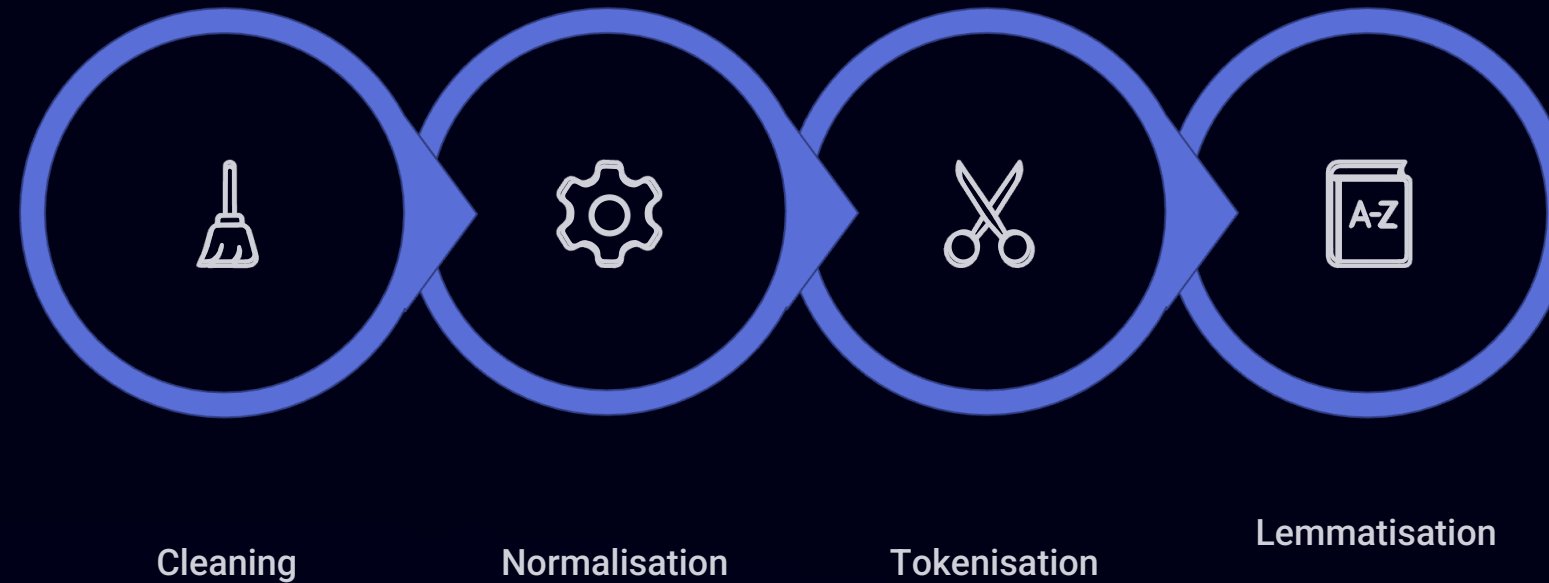 A-Z
Cleaning
Normalisation
Tokenisation
Lemmatisation